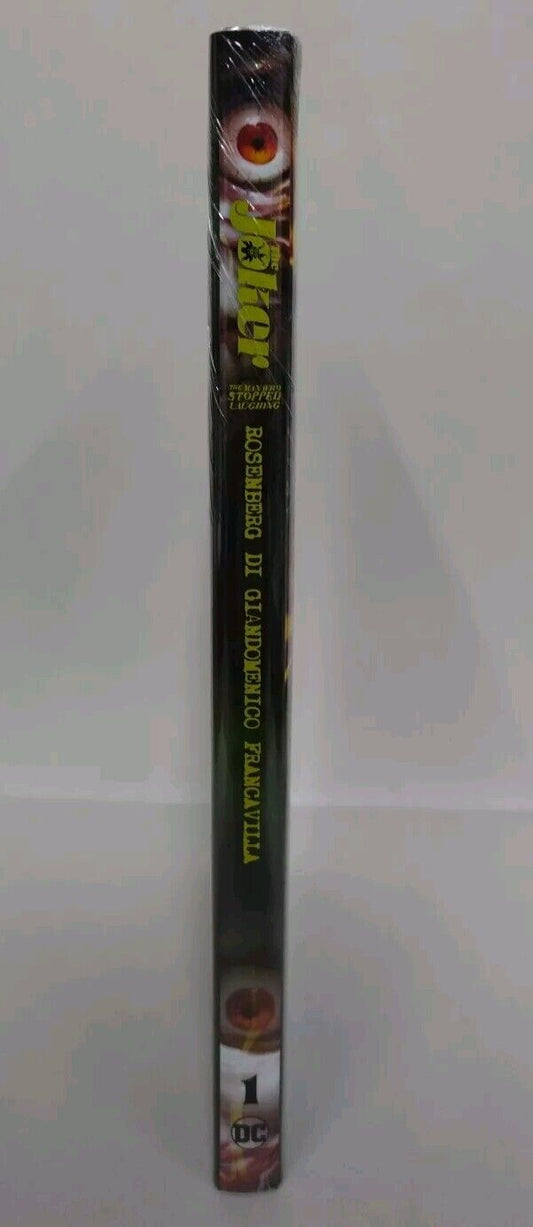 THE
Joker
THE MAN WHO
STOPPED
LAUGHING
ROSENBERG DI GIANDOMENICO FRANCAVILLA
1
DC